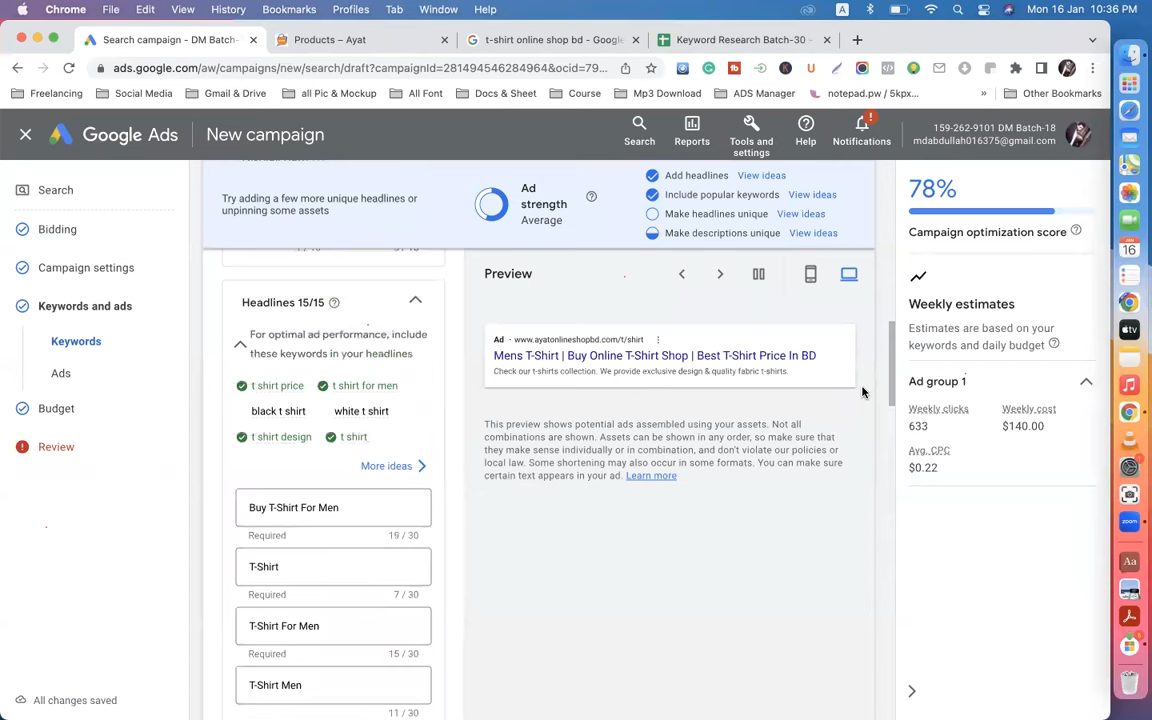 Chrome File Edit View History Bookmarks Profiles Tab Window Help A Mon 16 Jan 10:36 PM
Search campaign - DM Batch- Products – Ayat t-shirt online shop bd - Googl Keyword Research Batch-30 -
ads.google.com/aw/campaigns/new/search/draft?campaignId=281494546284964&ocid=79...
Freelancing Social Media Gmail & Drive all Pic & Mockup All Font Docs & Sheet Course Mp3 Download ADS Manager notepad.pw / 5kpx... » Other Bookmarks
Google Ads New campaign
Search Reports Tools and settings Help Notifications
159-262-9101 DM Batch-18
mdabdullah016375@gmail.com
Search
Bidding
Campaign settings
Keywords and ads
Keywords
Ads
Budget
Review
All changes saved
Try adding a few more unique headlines or
unpinning some assets
Ad
strength
Average
Add headlines View ideas
Include popular keywords View ideas
Make headlines unique View ideas
Make descriptions unique View ideas
Headlines 15/15
For optimal ad performance, include
these keywords in your headlines
t shirt price t shirt for men
black t shirt white t shirt
t shirt design t shirt
More ideas
Buy T-Shirt For Men
Required 19 / 30
T-Shirt
Required 7 / 30
T-Shirt For Men
Required 15 / 30
T-Shirt Men
11 / 30
Preview
Ad · www.ayatonlineshopbd.com/t/shirt
Mens T-Shirt | Buy Online T-Shirt Shop | Best T-Shirt Price In BD
Check our t-shirts collection. We provide exclusive design & quality fabric t-shirts.
This preview shows potential ads assembled using your assets. Not all
combinations are shown. Assets can be shown in any order, so make sure that
they make sense individually or in combination, and don't violate our policies or
local law. Some shortening may also occur in some formats. You can make sure
certain text appears in your ad. Learn more
78%
Campaign optimization score
Weekly estimates
Estimates are based on your
keywords and daily budget
Ad group 1
Weekly clicks Weekly cost
633 $140.00
Avg. CPC
$0.22